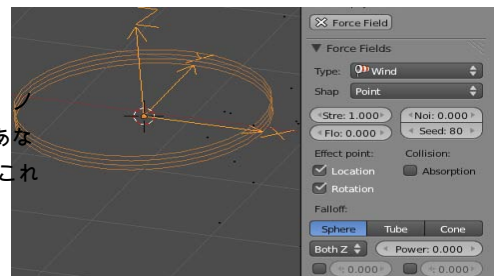 ノ
あな
これ
Force Field
Force Fields
Type: Wind
Shap Point
Stre: 1.000 Noi: 0.000
Flo: 0.000 Seed: 80
Effect point: Collision:
Location Absorption
Rotation
Falloff:
Sphere Tube Cone
Both Z Power: 0.000
0.000 0.000